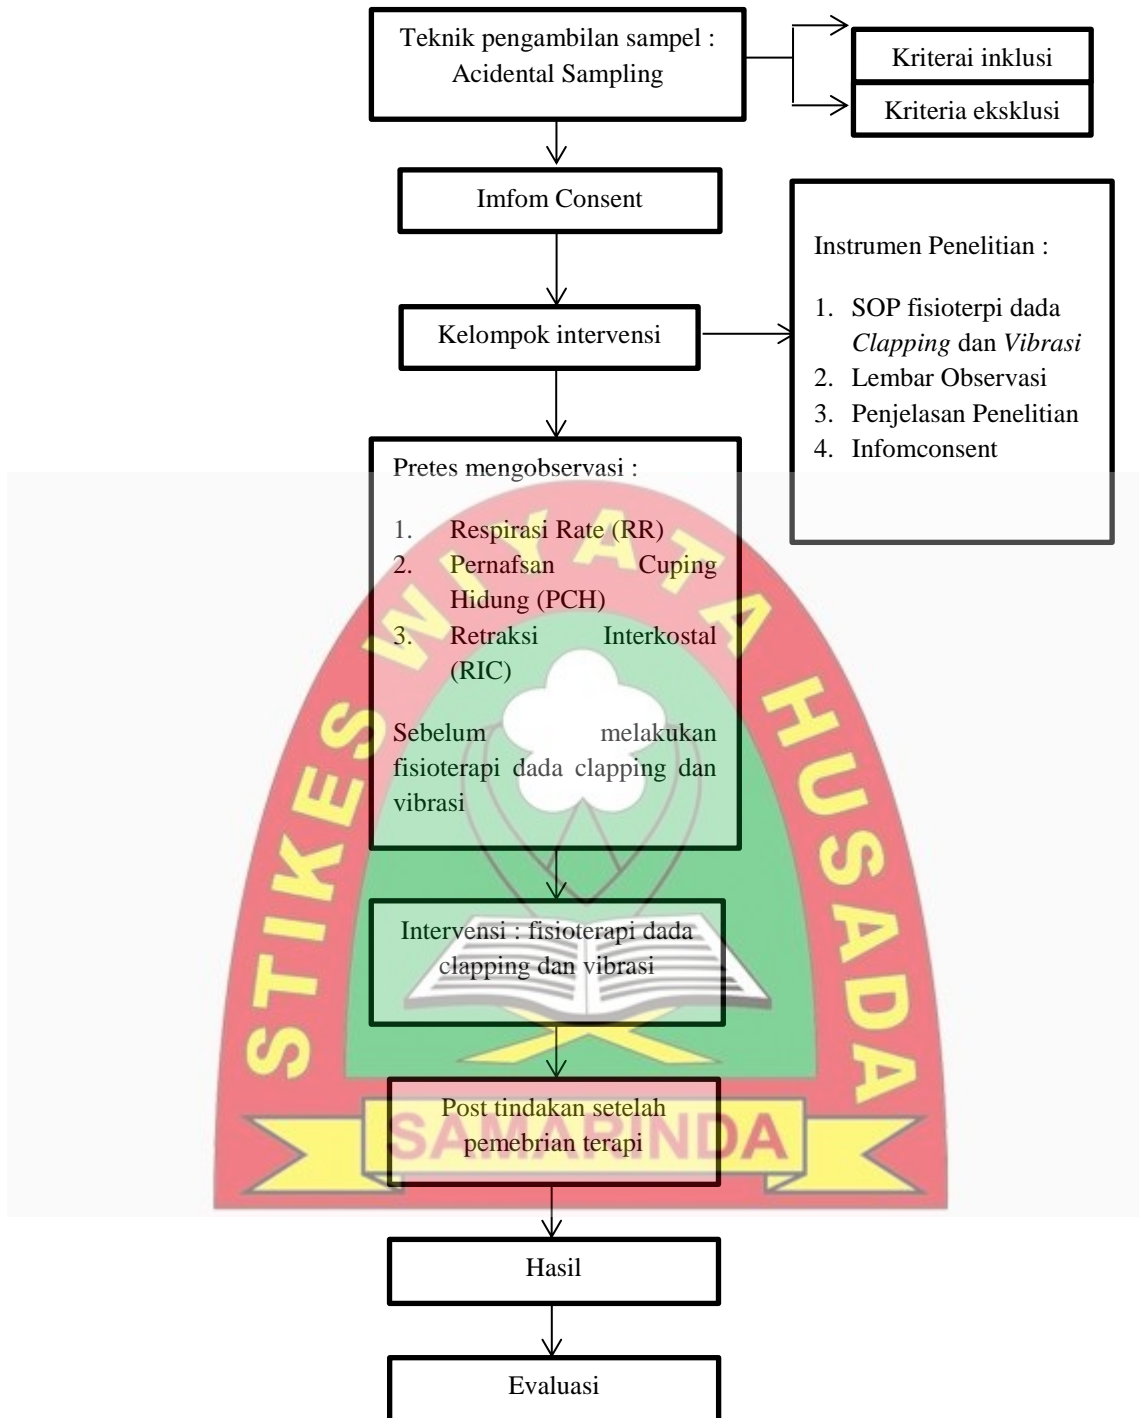 Teknik pengambilan sampel :
Acidental Sampling
Kriterai inklusi
Kriteria eksklusi
Imfom Consent
Kelompok intervensi
Instrumen Penelitian :
1. SOP fisioterpi dada
Clapping dan Vibrasi
2. Lembar Observasi
3. Penjelasan Penelitian
4. Infomconsent
Pretes mengobservasi :
1. Respirasi Rate (RR)
2. Pernafsan Cuping
Hidung (PCH)
3. Retraksi Interkostal
(RIC)
Sebelum melakukan
fisioterapi dada clapping dan
vibrasi
Intervensi : fisioterapi dada
clapping dan vibrasi
Post tindakan setelah
pemebrian terapi
Hasil
Evaluasi
STIKES WIYATA HUSADA
SAMARINDA